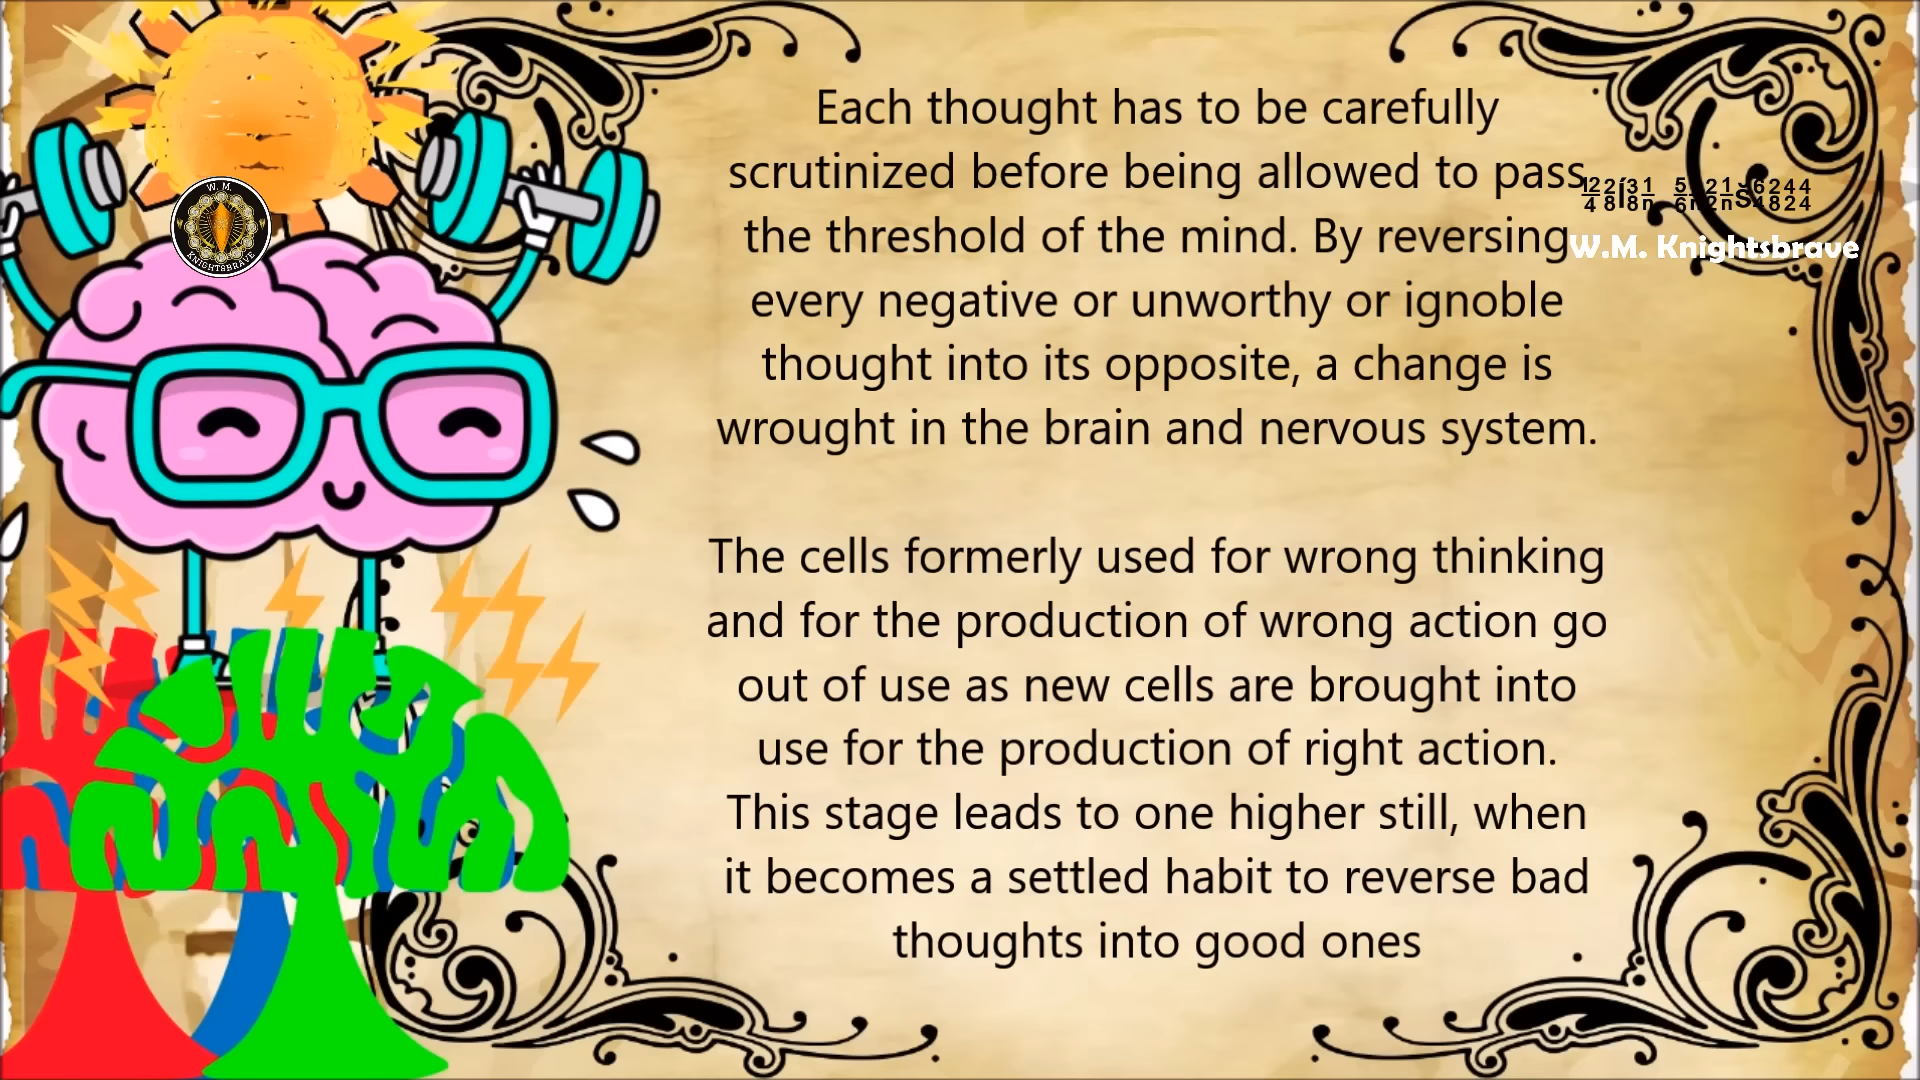 Each thought has to be carefully
scrutinized before being allowed to pass
the threshold of the mind. By reversing
every negative or unworthy or ignoble
thought into its opposite, a change is
wrought in the brain and nervous system.
The cells formerly used for wrong thinking
and for the production of wrong action go
out of use as new cells are brought into
use for the production of right action.
This stage leads to one higher still, when
it becomes a settled habit to reverse bad
thoughts into good ones
W.M. Knightsbrave
W. M.
KNIGHTSBRAVE